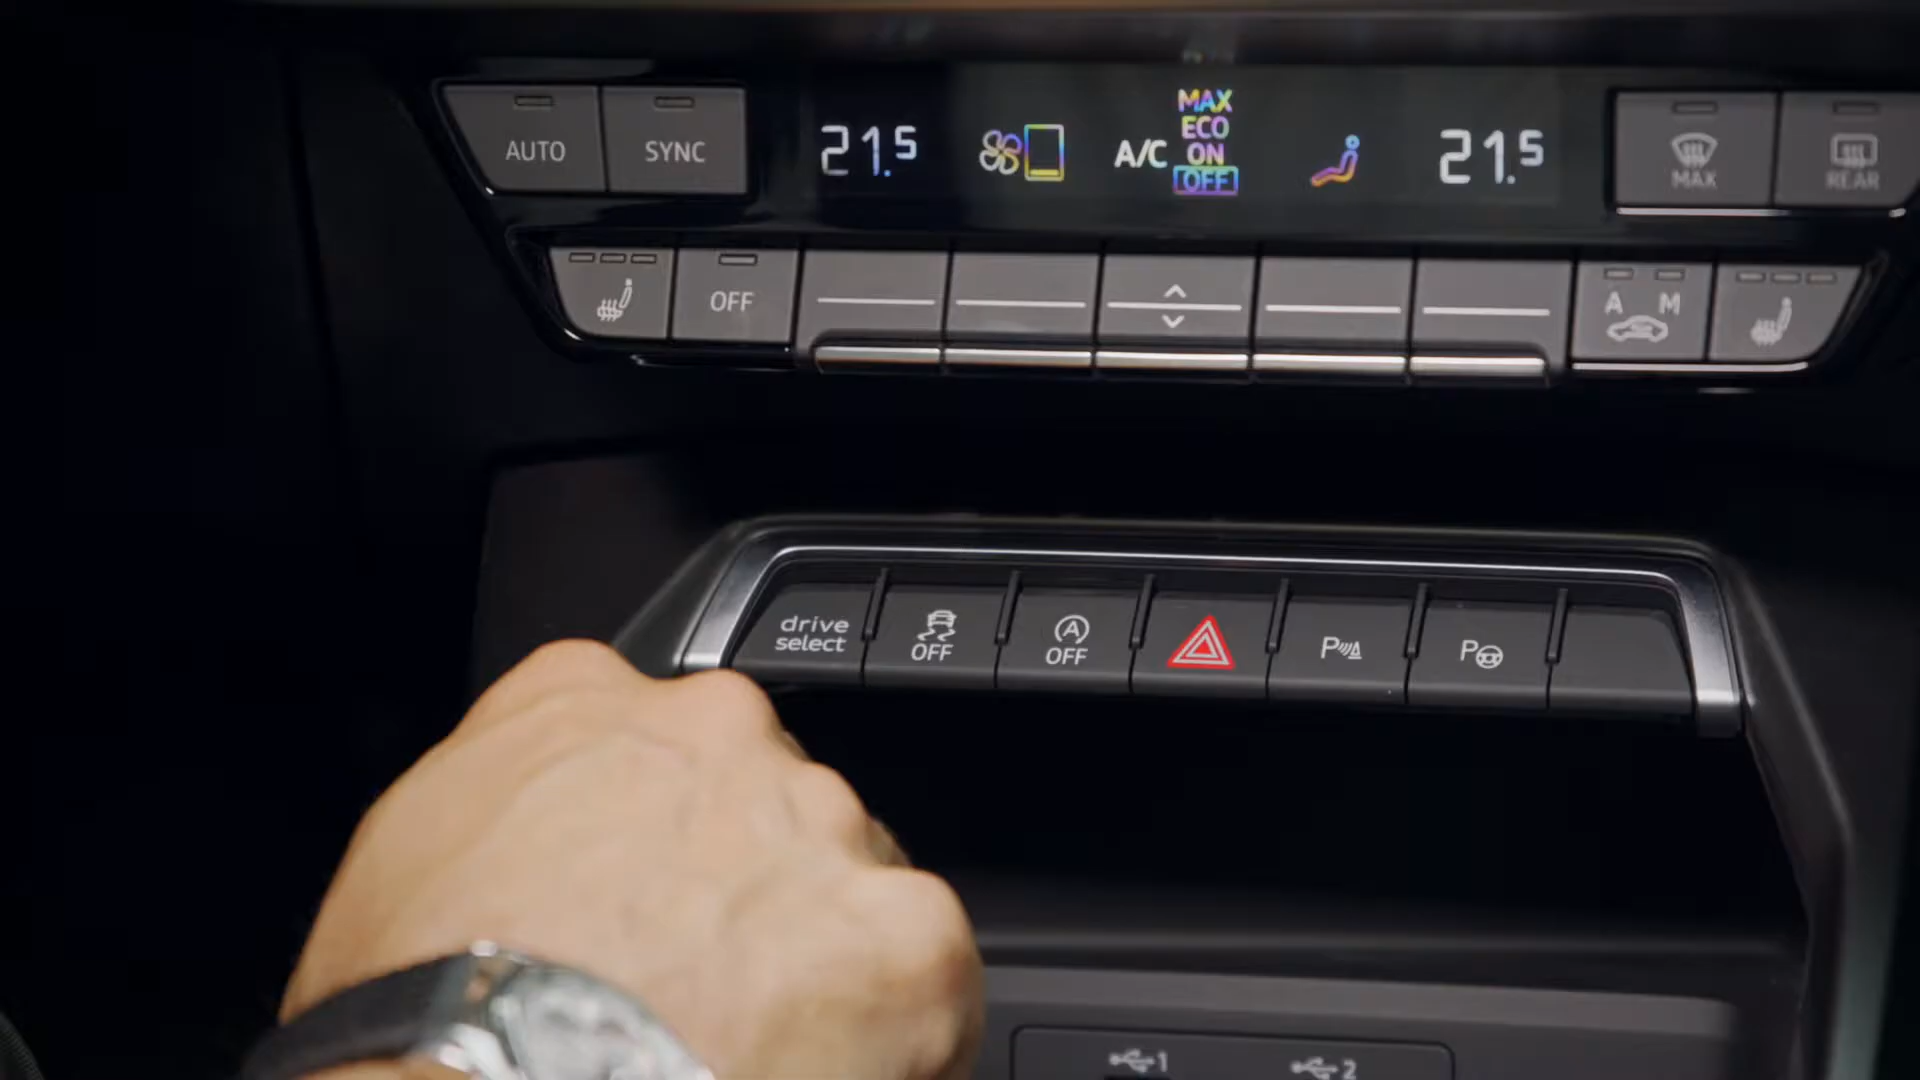 AUTO
SYNC
21.5
A/C
MAX
ECO
ON
OFF
21.5
MAX
REAR
OFF
A M
drive
select
OFF
A
OFF
P
P
1
2